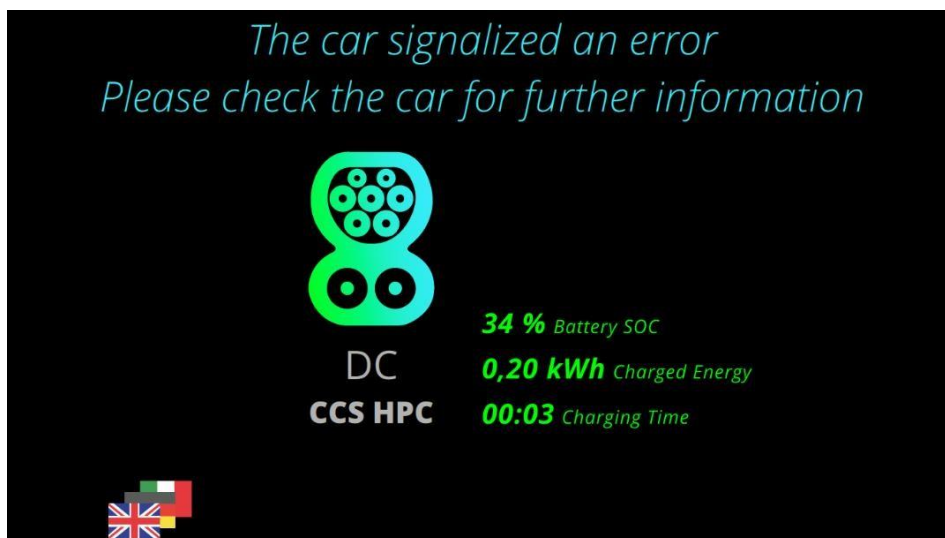 The car signalized an error
Please check the car for further information
34 % Battery SOC
DC
0,20 kWh Charged Energy
CCS HPC
00:03 Charging Time